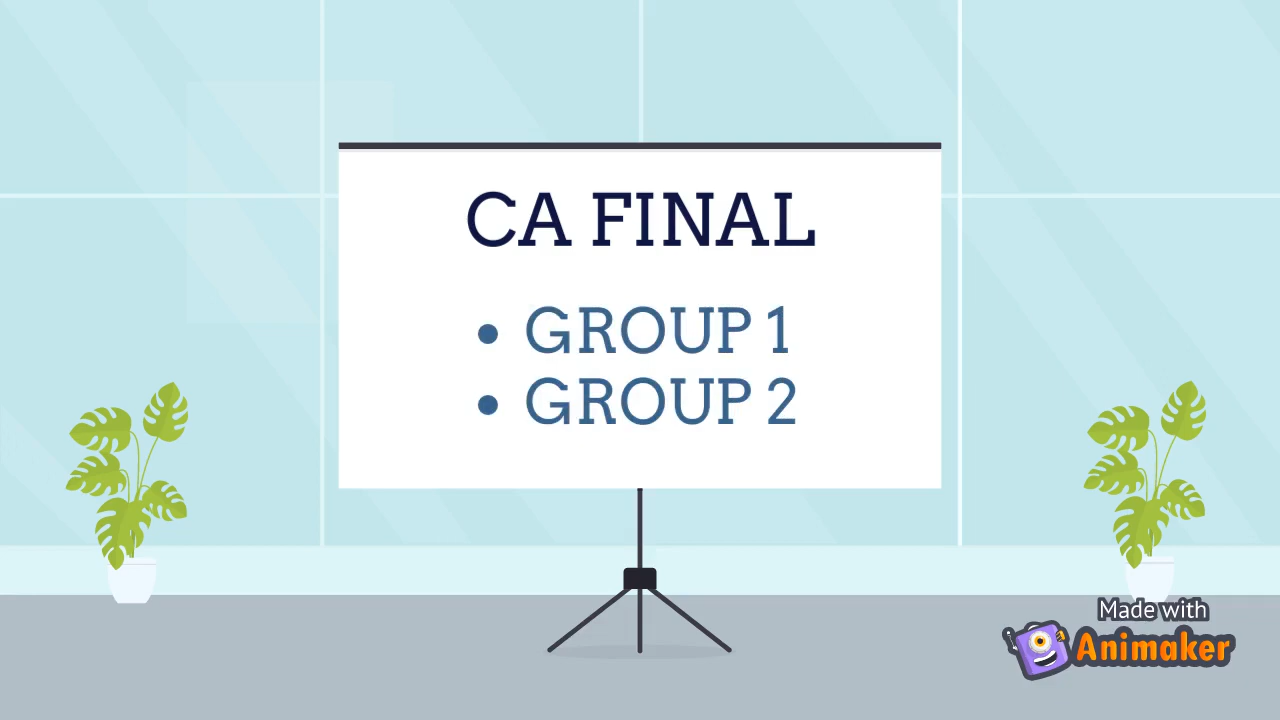 CA FINAL
• GROUP 1
• GROUP 2
Made with
Animaker